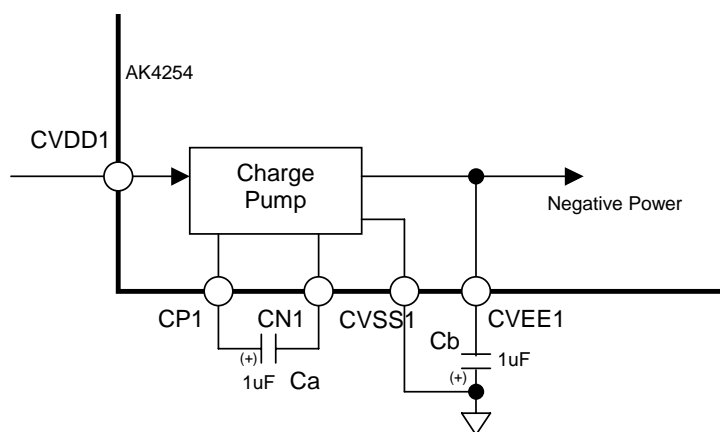 AK4254
CVDD1
Charge
Pump
Negative Power
CP1
CN1
CVSS1
CVEE1
(+)
1uF
Ca
Cb
1uF
(+)